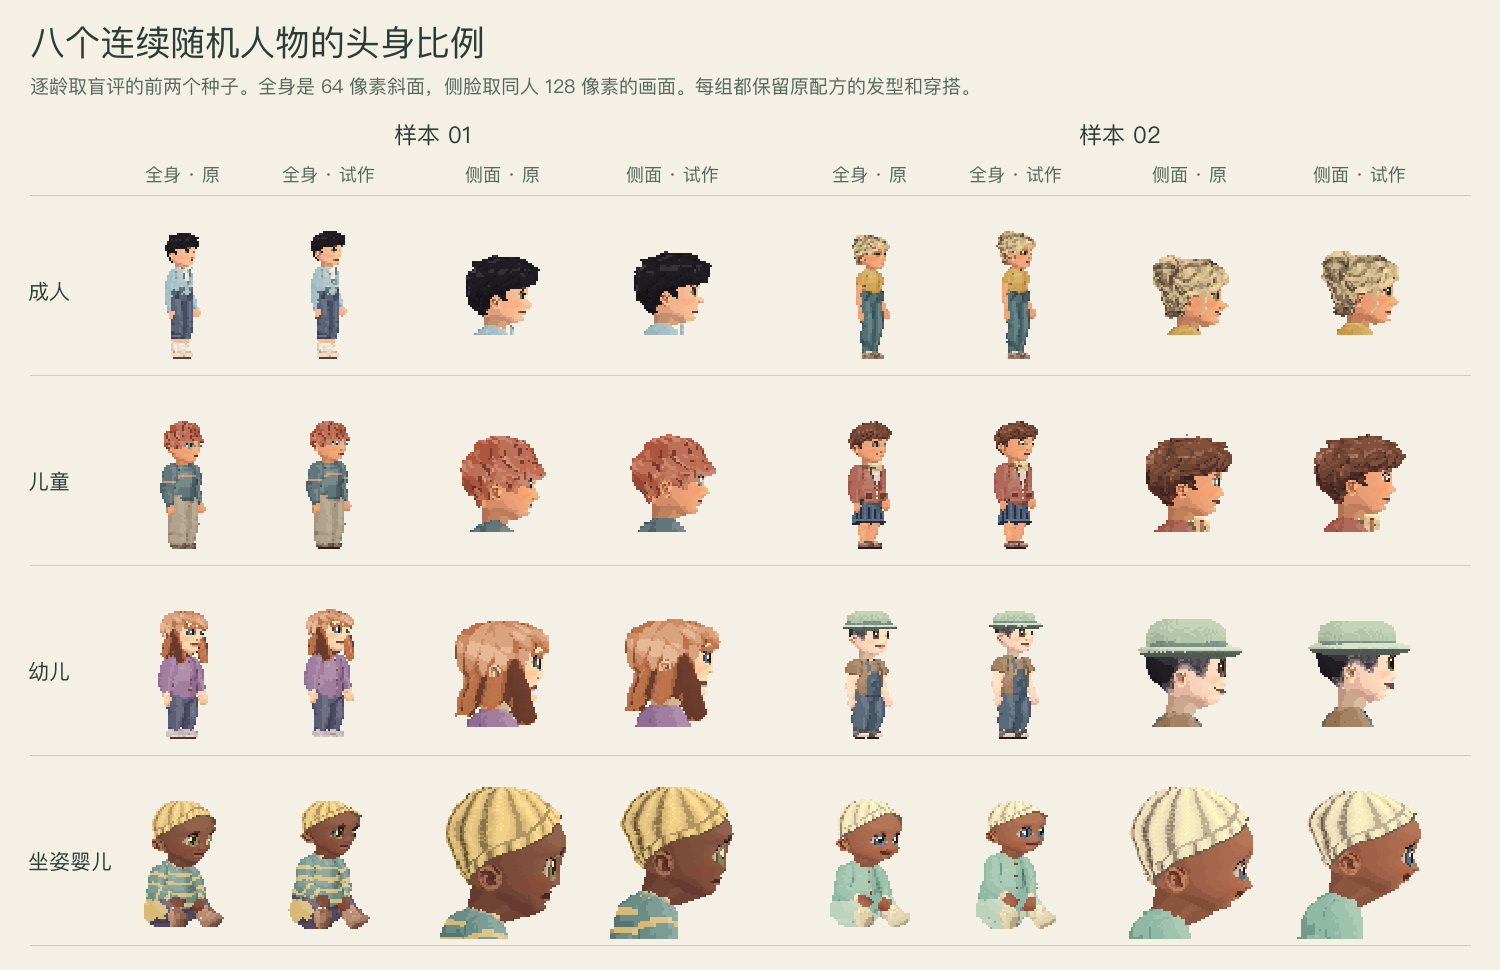 八个连续随机人物的头身比例
逐龄取盲评的前两个种子。全身是 64 像素斜面，侧脸取同人 128 像素的画面。每组都保留原配方的发型和穿搭。
样本 01 样本 02
全身 · 原 全身 · 试作 侧面 · 原 侧面 · 试作 全身 · 原 全身 · 试作 侧面 · 原 侧面 · 试作
成人
儿童
幼儿
坐姿婴儿